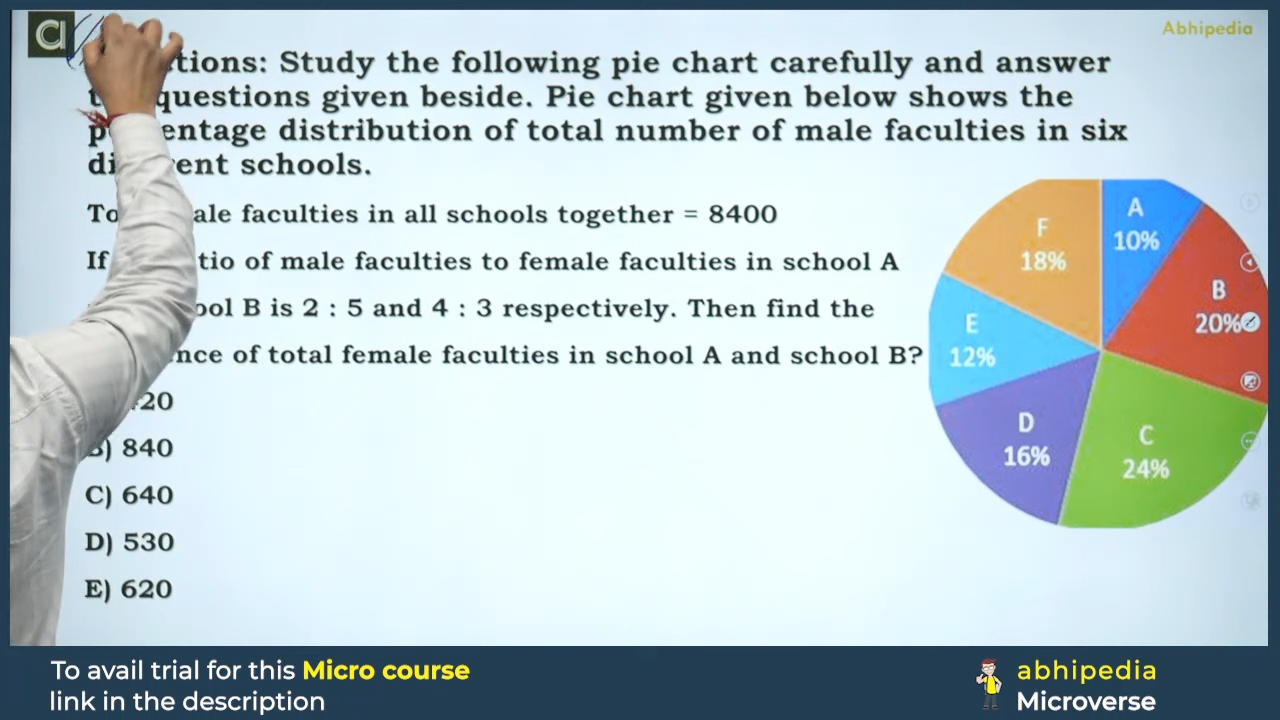 Abhipedia
tions: Study the following pie chart carefully and answer
questions given beside. Pie chart given below shows the
entage distribution of total number of male faculties in six
ent schools.
ale faculties in all schools together = 8400
If tio of male faculties to female faculties in school A
ool B is 2 : 5 and 4 : 3 respectively. Then find the
nce of total female faculties in school A and school B?
20
B) 840
C) 640
D) 530
E) 620
A
10%
B
20%
C
24%
D
16%
E
12%
F
18%
To avail trial for this Micro course
link in the description
abhipedia
Microverse